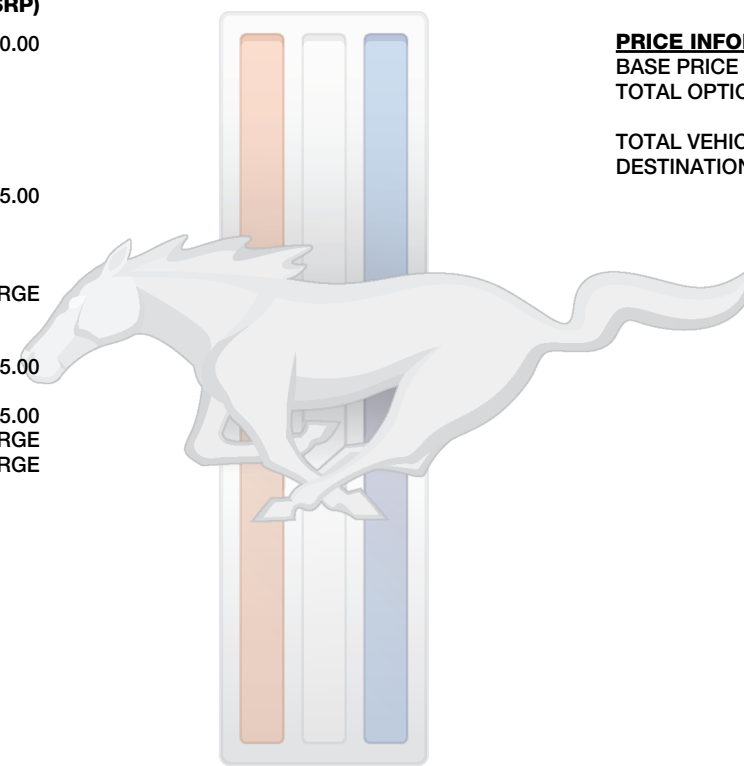 SRP)
0.00
5.00
RGE
5.00
5.00
RGE
RGE
PRICE INFO
BASE PRICE
TOTAL OPTIO
TOTAL VEHIC
DESTINATION